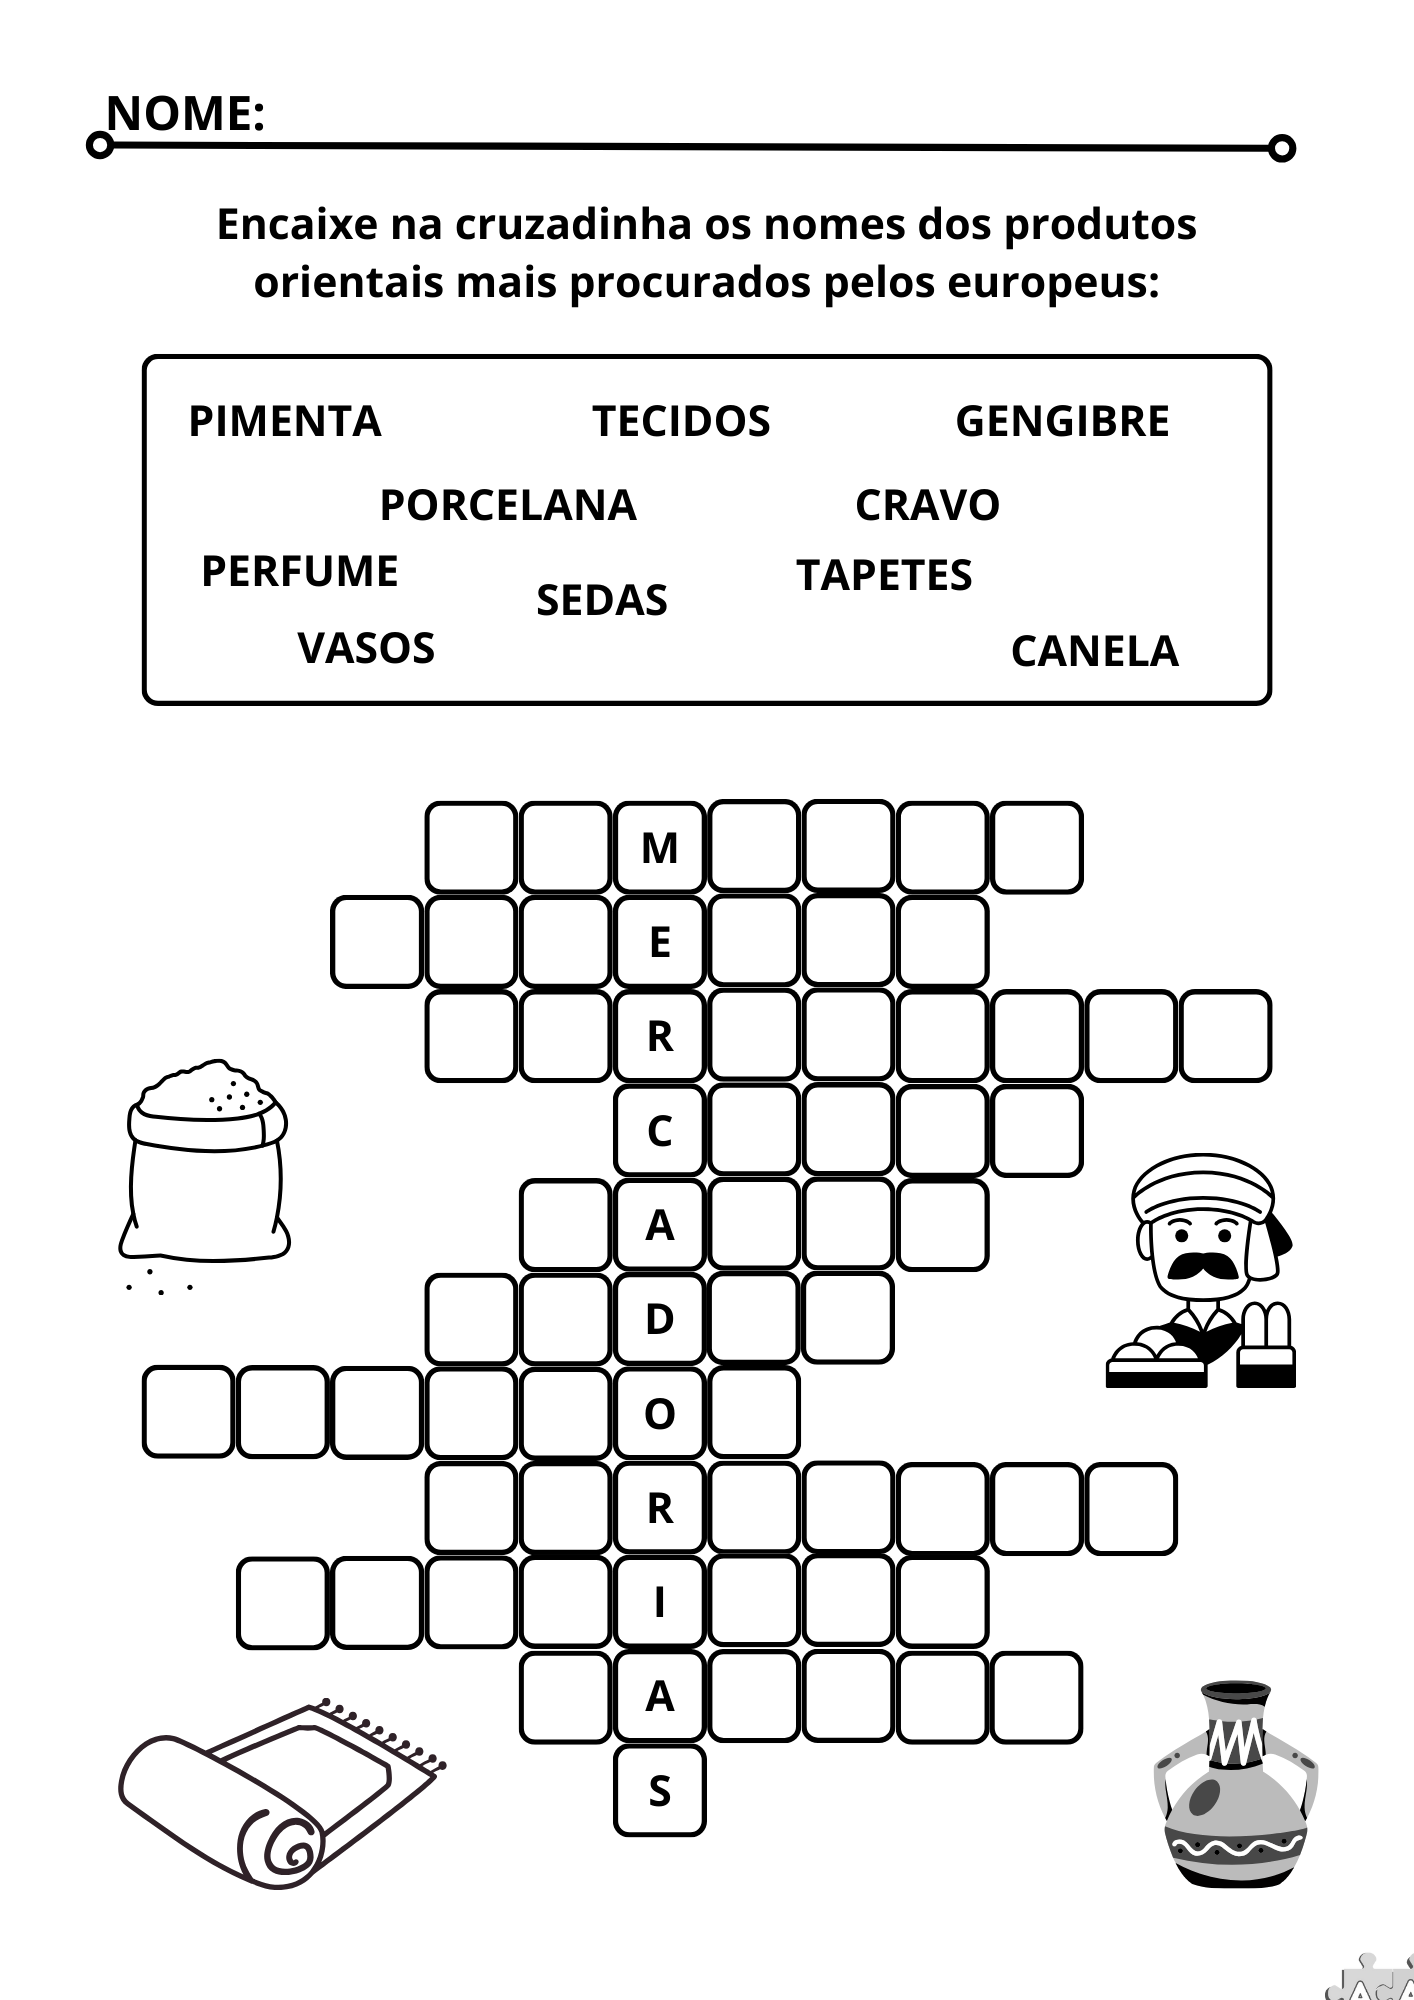 NOME:
Encaixe na cruzadinha os nomes dos produtos
orientais mais procurados pelos europeus:
PIMENTA TECIDOS GENGIBRE
PORCELANA CRAVO
PERFUME TAPETES
SEDAS
VASOS CANELA
M
E
R
C
A
D
O
R
I
A
S